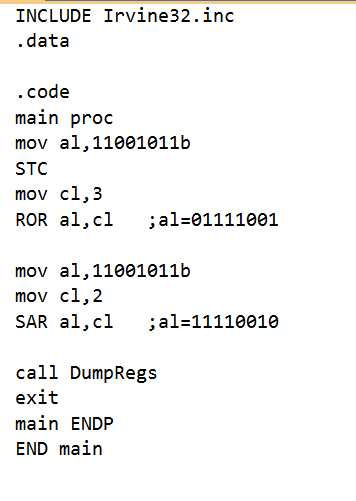 INCLUDE Irvine32.inc
.data
.code
main proc
mov al,11001011b
STC
mov cl,3
ROR al,cl   ;al=01111001
mov al,11001011b
mov cl,2
SAR al,cl   ;al=11110010
call DumpRegs
exit
main ENDP
END main